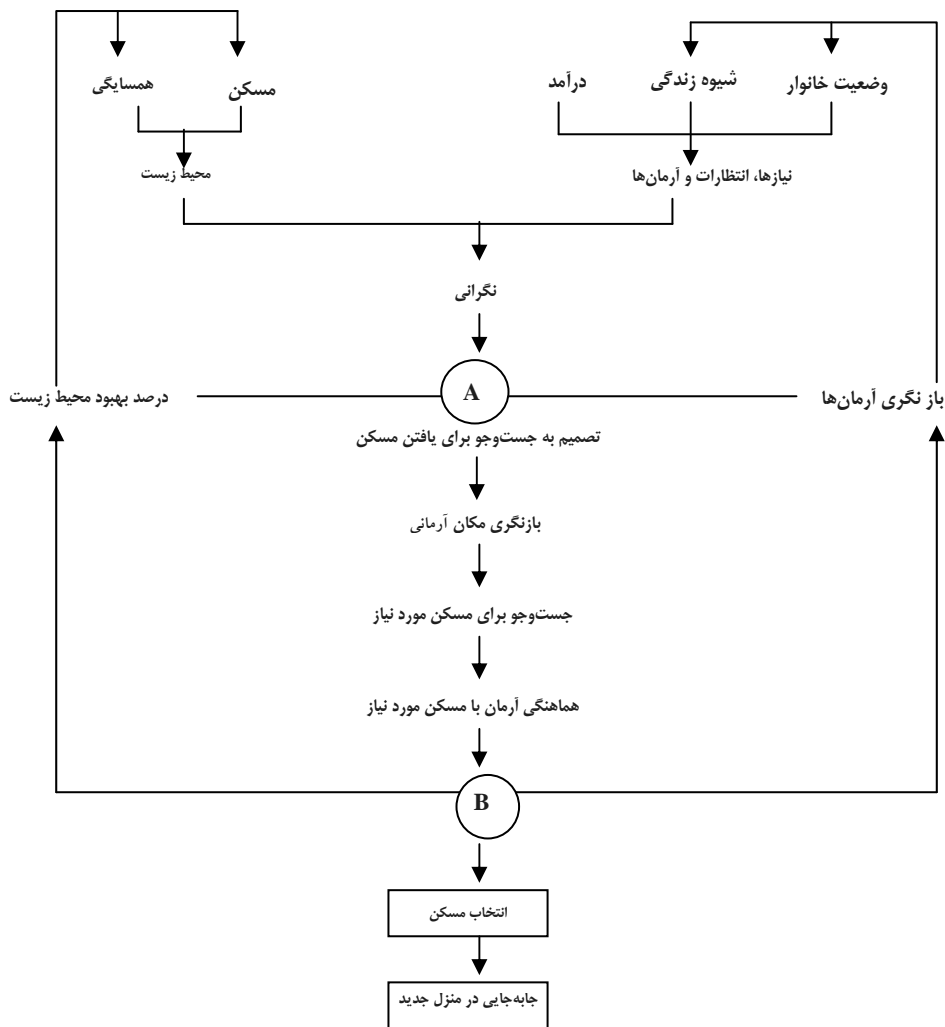 وضعیت خانوار
شیوه زندگی
درآمد
مسکن
همسایگی
نیازها، انتظارات و آرمان‌ها
محیط زیست
نگرانی
باز نگری آرمان‌ها
A
درصد بهبود محیط زیست
تصمیم به جست‌وجو برای یافتن مسکن
بازنگری مکان آرمانی
جست‌وجو برای مسکن مورد نیاز
هماهنگی آرمان با مسکن مورد نیاز
B
انتخاب مسکن
جابه‌جایی در منزل جدید